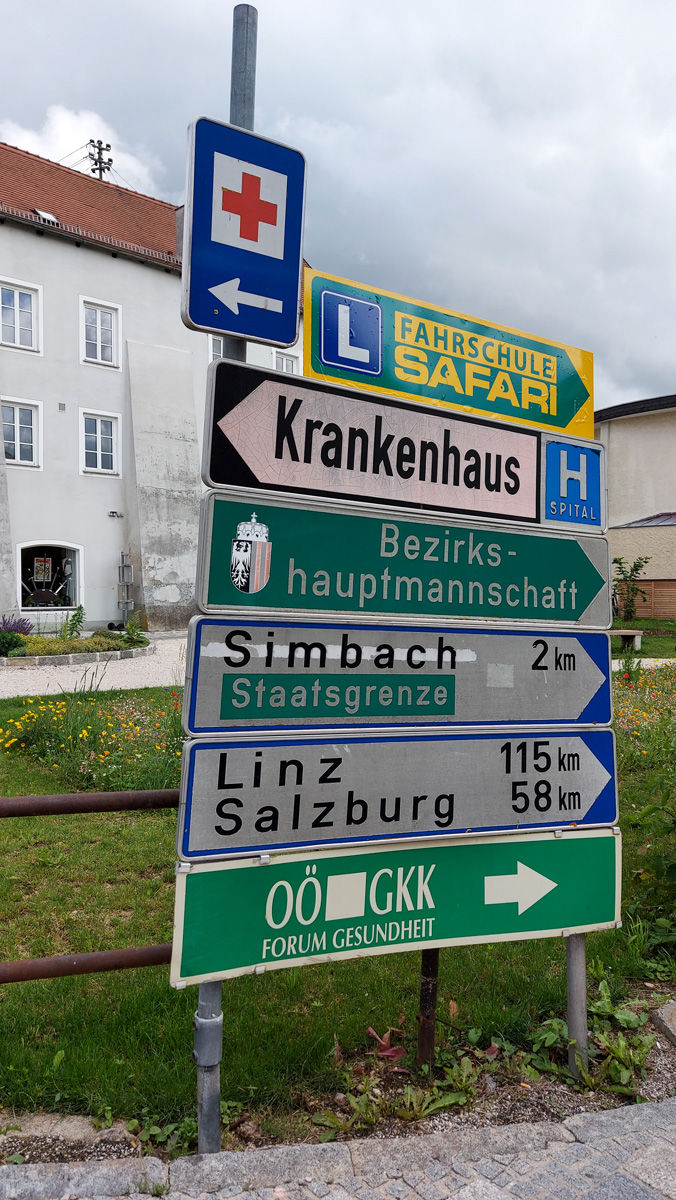 L
FAHRSCHULE
SAFARI
Krankenhaus
H
SPITAL
Bezirks-
hauptmannschaft
Simbach 2 km
Staatsgrenze
Linz 115 km
Salzburg 58 km
OÖ GKK
FORUM GESUNDHEIT